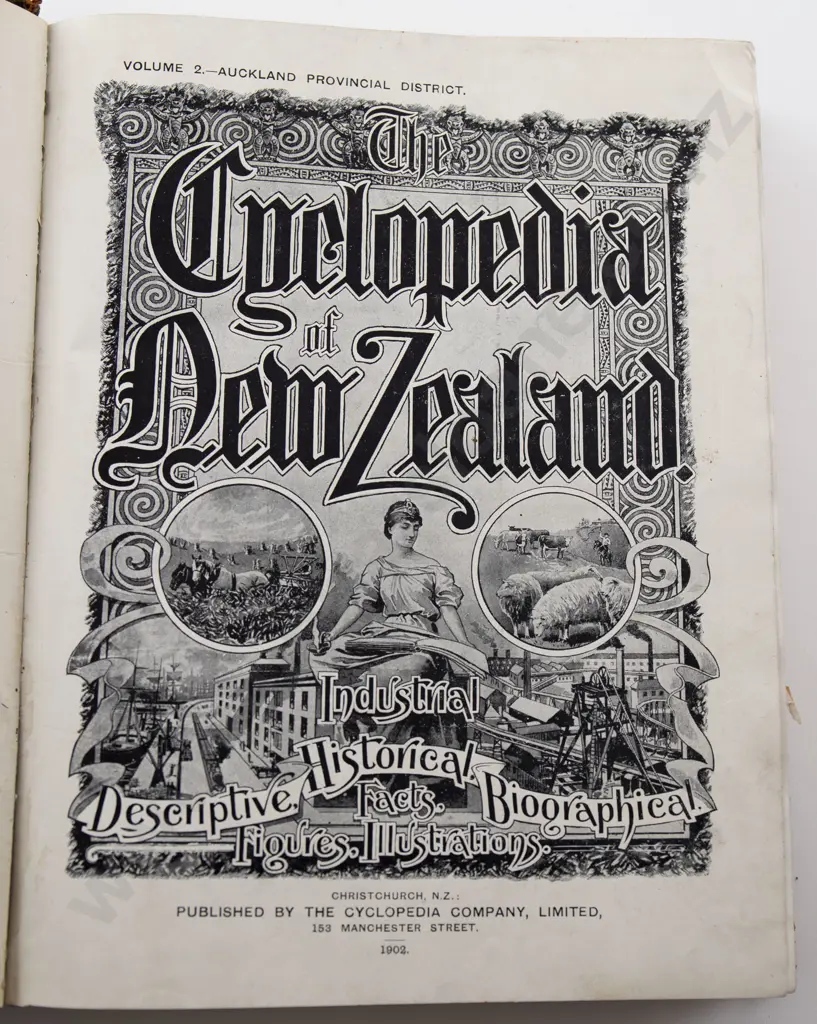 VOLUME 2.—AUCKLAND PROVINCIAL DISTRICT.
The
Cyclopedia
of
New Zealand.
Industrial
Historical.
Descriptive.
Facts.
Biographical.
Figures. Illustrations.
CHRISTCHURCH, N.Z.:
PUBLISHED BY THE CYCLOPEDIA COMPANY, LIMITED,
153 MANCHESTER STREET.
1902.